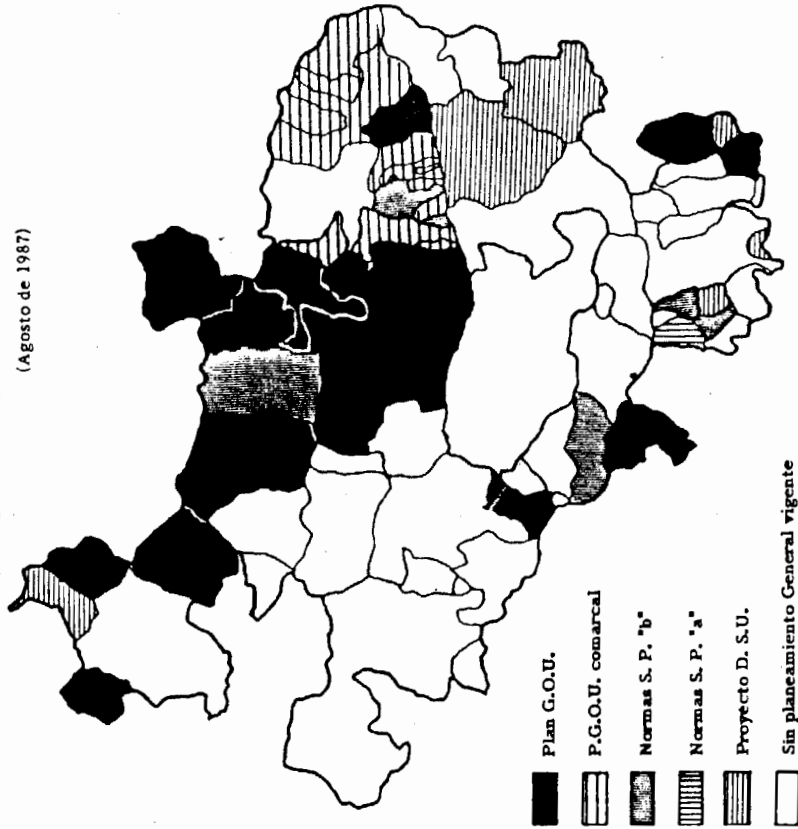 (Agosto de 1987)
Plan G.O.U.
P.G.O.U. comarcal
Normas S. P. "b"
Normas S. P. "a"
Proyecto D. S.U.
Sin planeamiento General vigente